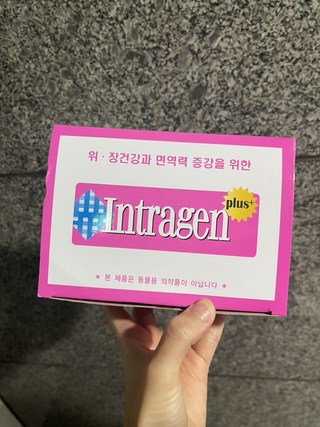 위 · 장건강과 면역력 증강을 위한
Intragen
plus+
* 본 제품은 동물용 의약품이 아닙니다 *